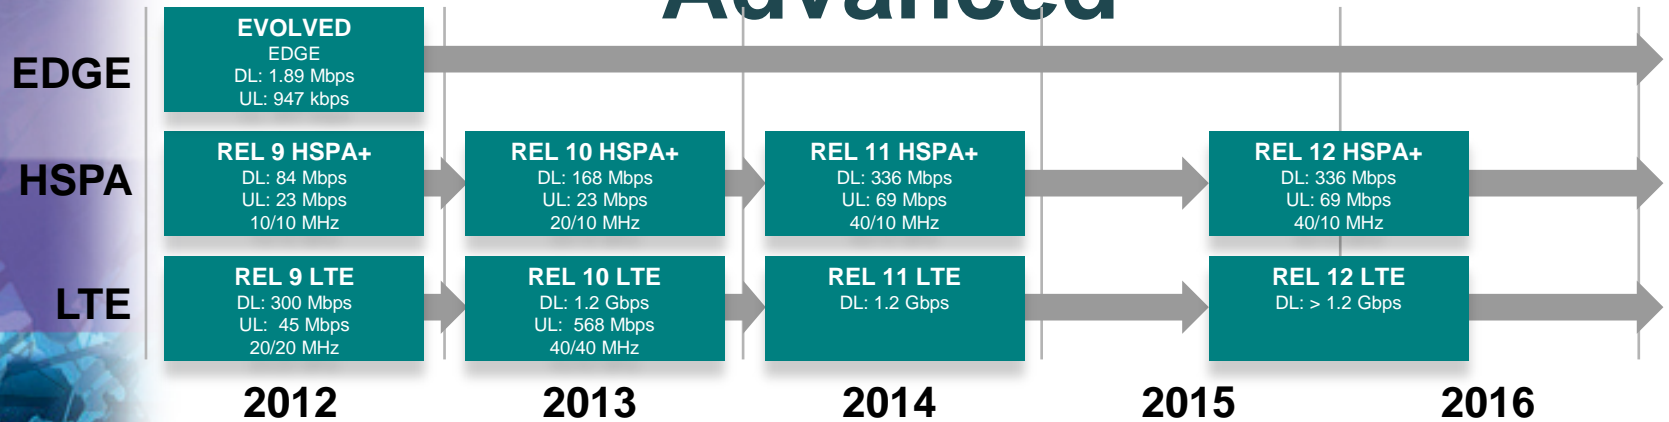 Advanced
EDGE
EVOLVED
EDGE
DL: 1.89 Mbps
UL: 947 kbps
HSPA
REL 9 HSPA+
DL: 84 Mbps
UL: 23 Mbps
10/10 MHz
REL 10 HSPA+
DL: 168 Mbps
UL: 23 Mbps
20/10 MHz
REL 11 HSPA+
DL: 336 Mbps
UL: 69 Mbps
40/10 MHz
REL 12 HSPA+
DL: 336 Mbps
UL: 69 Mbps
40/10 MHz
LTE
REL 9 LTE
DL: 300 Mbps
UL: 45 Mbps
20/20 MHz
REL 10 LTE
DL: 1.2 Gbps
UL: 568 Mbps
40/40 MHz
REL 11 LTE
DL: 1.2 Gbps
REL 12 LTE
DL: > 1.2 Gbps
2012
2013
2014
2015
2016